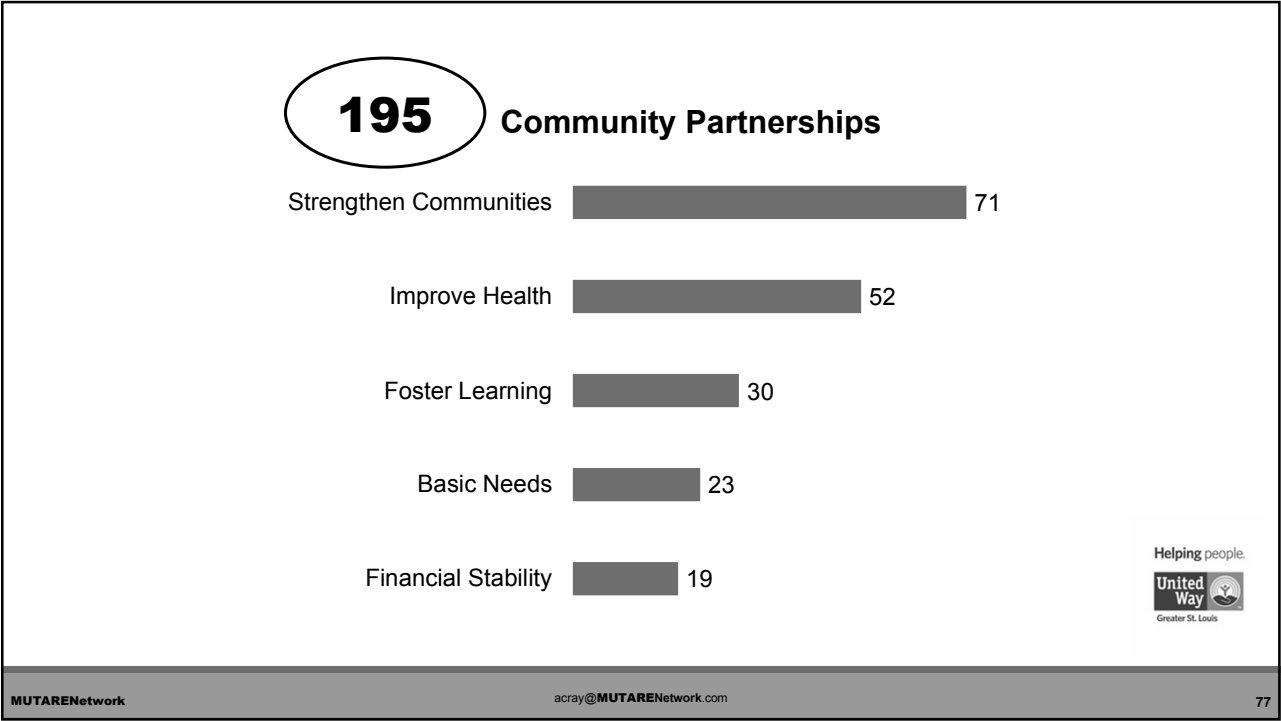 195 Community Partnerships
Strengthen Communities 71
Improve Health 52
Foster Learning 30
Basic Needs 23
Financial Stability 19
Helping people.
United
Way
Greater St. Louis
MUTARENetwork acray@MUTARENetwork.com 77